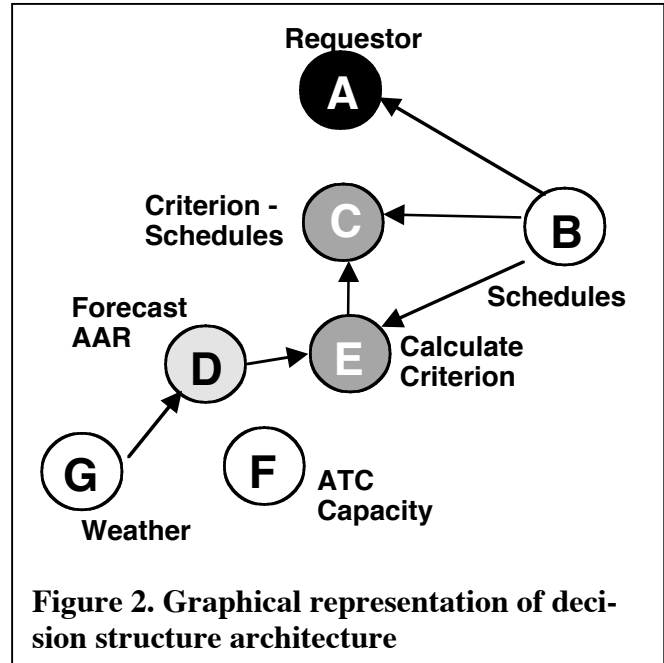 Requestor
A
Criterion -
Schedules
C
B
Schedules
Forecast
AAR
D
E
Calculate
Criterion
G
Weather
F
ATC
Capacity
Figure 2. Graphical representation of deci-
sion structure architecture